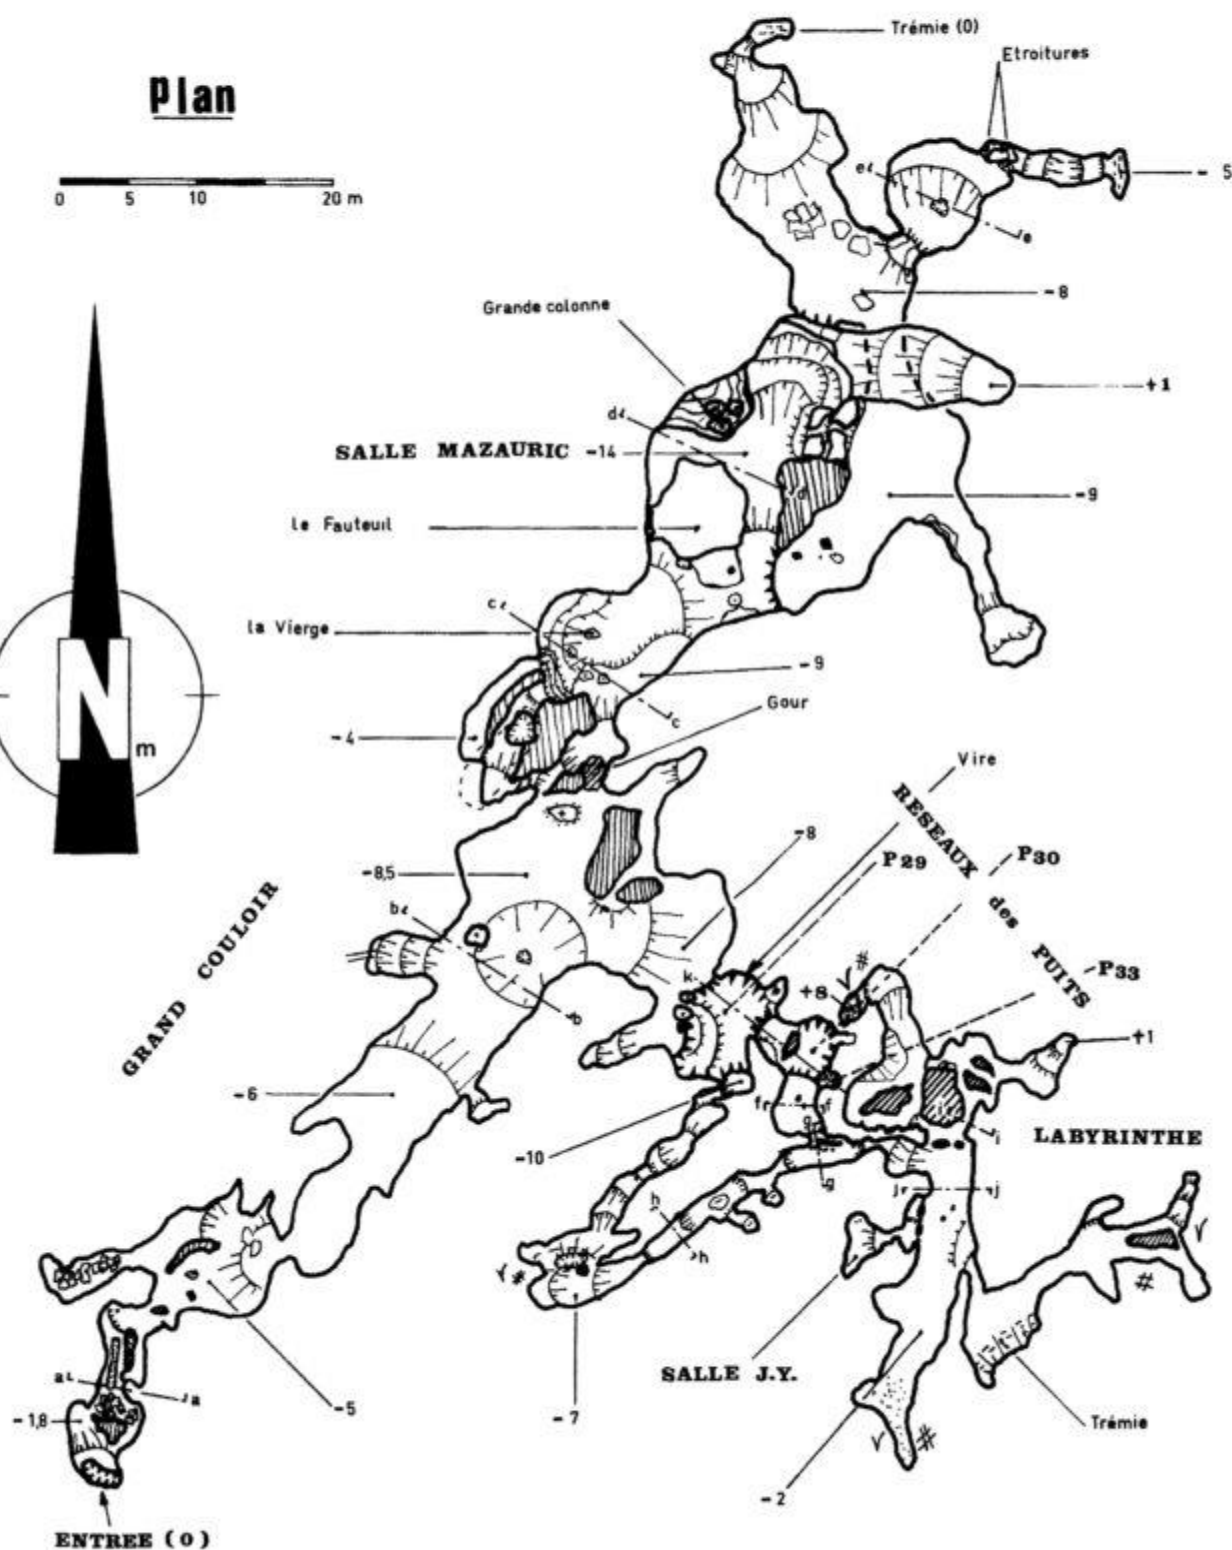 Plan
0 5 10 20 m
Trémie (0)
Etroitures
- 5
e e
- 8
Grande colonne
+1
d d
SALLE MAZAURIC -14
- 9
le Fauteuil
c
la Vierge
- 9
c
Gour
- 4
N m
Vire
RESEAUX des PUITS
- 8
P29
P30
-8,5
b b
GRAND COULOIR
P33
k
+8
#
+1
- 6
f f
g
i
LABYRINTHE
-10
g
j j
h
h
#
#
SALLE J.Y.
a a
- 1,8
- 5
- 7
Trémie
#
- 2
ENTREE (0)